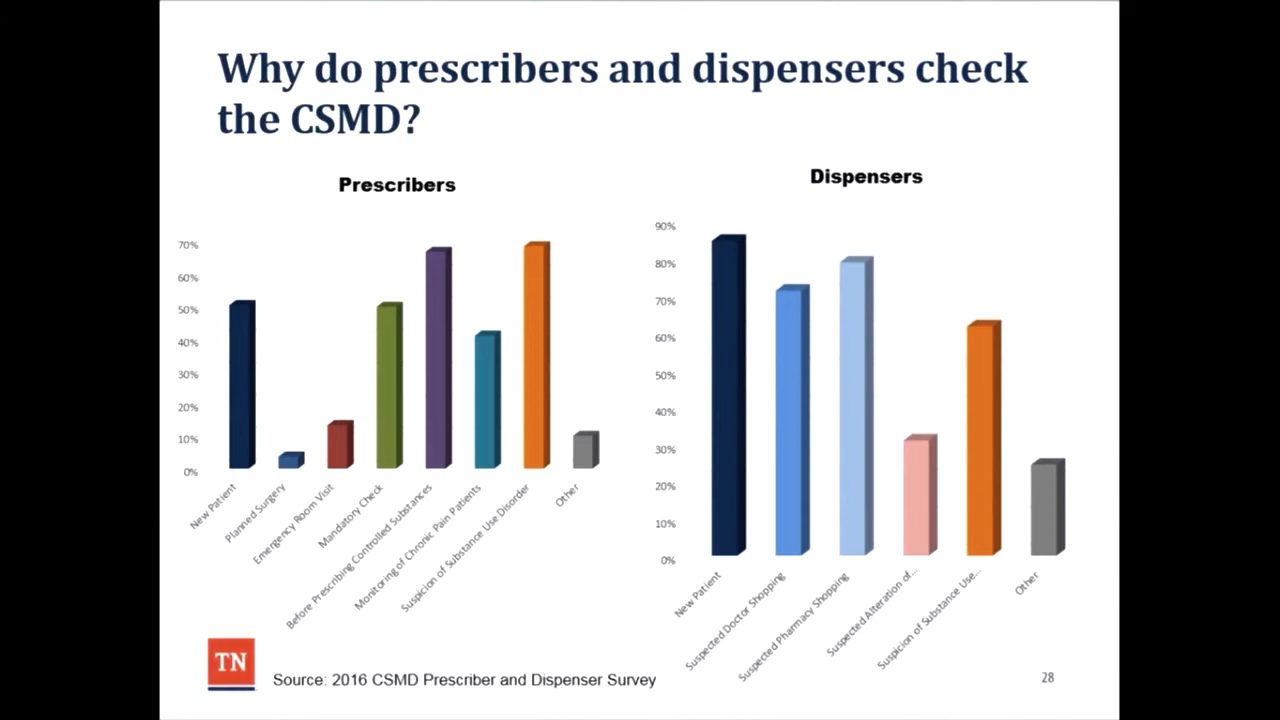 Why do prescribers and dispensers check
the CSMD?
Prescribers
70%
60%
50%
40%
30%
20%
10%
0%
New Patient
Planned Surgery
Emergency Room Visit
Mandatory Check
Before Prescribing Controlled Substances
Monitoring of Chronic Pain Patients
Suspicion of Substance Use Disorder
Other
Dispensers
90%
80%
70%
60%
50%
40%
30%
20%
10%
0%
New Patient
Suspected Doctor Shopping
Suspected Pharmacy Shopping
Suspected Alteration of...
Suspicion of Substance Use...
Other
TN
Source: 2016 CSMD Prescriber and Dispenser Survey
28